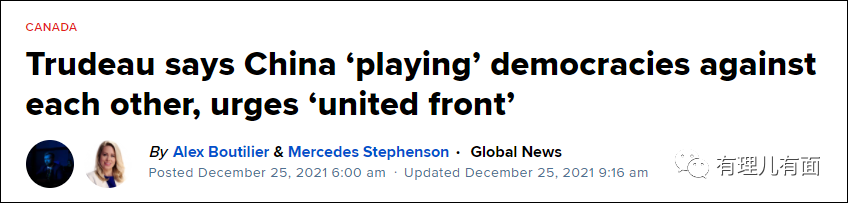 CANADA
Trudeau says China ‘playing’ democracies against
each other, urges ‘united front’
By Alex Boutilier & Mercedes Stephenson · Global News
Posted December 25, 2021 6:00 am · Updated December 25, 2021 9:16 am
有理儿有面